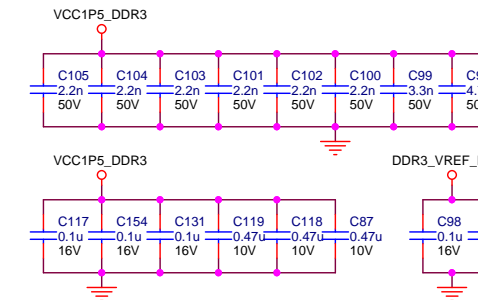 VCC1P5_DDR3
C105 C104 C103 C101 C102 C100 C99
2.2n 2.2n 2.2n 2.2n 2.2n 2.2n 3.3n 4.
50V 50V 50V 50V 50V 50V 50V
VCC1P5_DDR3 DDR3_VREF_
C117 C154 C131 C119 C118 C87 C98
0.1u 0.1u 0.1u 0.47u 0.47u 0.47u 0.1u
16V 16V 16V 10V 10V 10V 16V